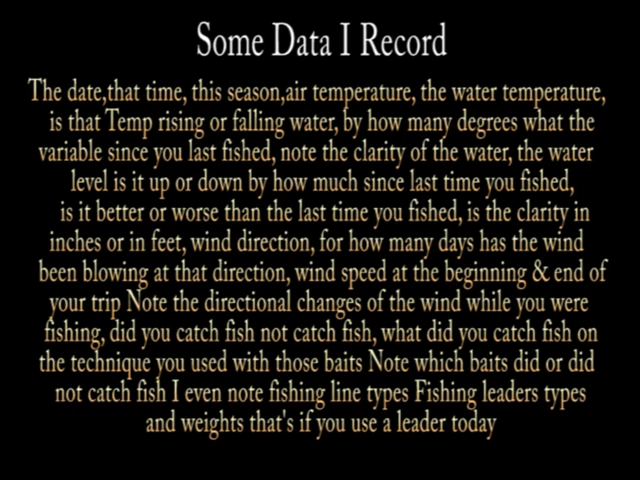 Some Data I Record
The date,that time, this season,air temperature, the water temperature,
is that Temp rising or falling water, by how many degrees what the
variable since you last fished, note the clarity of the water, the water
level is it up or down by how much since last time you fished,
is it better or worse than the last time you fished, is the clarity in
inches or in feet, wind direction, for how many days has the wind
been blowing at that direction, wind speed at the beginning & end of
your trip Note the directional changes of the wind while you were
fishing, did you catch fish not catch fish, what did you catch fish on
the technique you used with those baits Note which baits did or did
not catch fish I even note fishing line types Fishing leaders types
and weights that's if you use a leader today